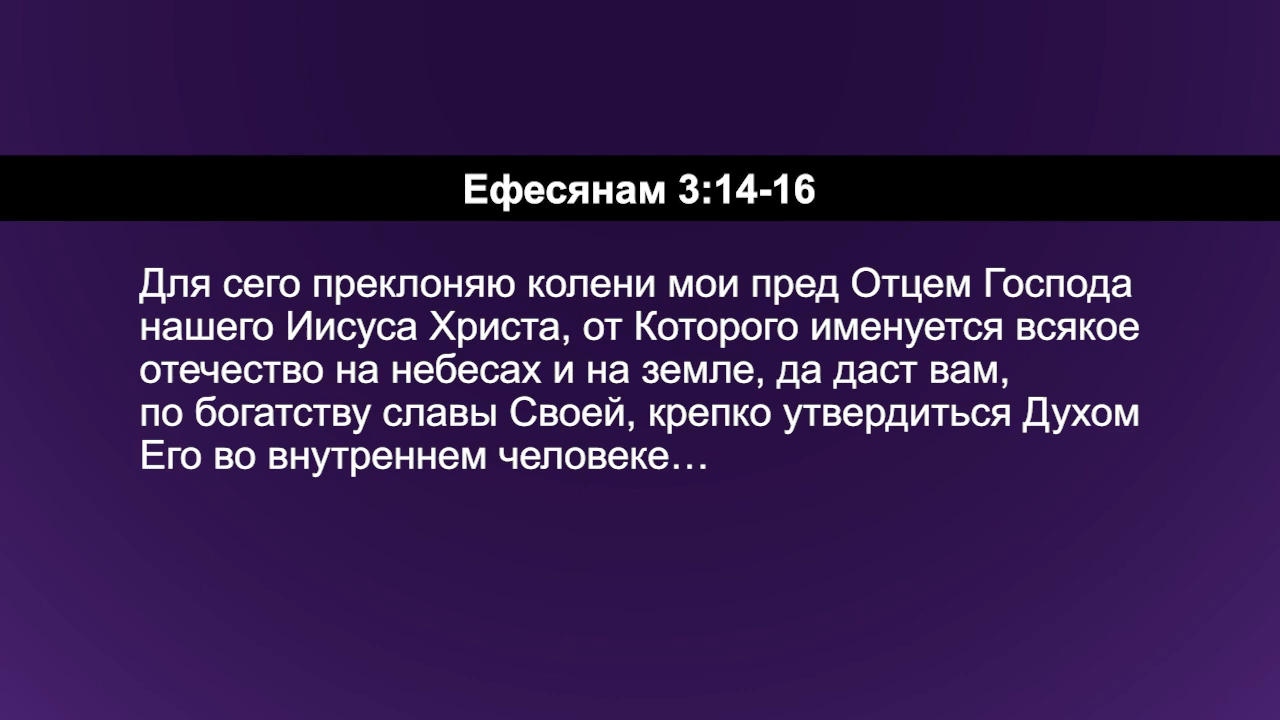 Ефесянам 3:14-16
Для сего преклоняю колени мои пред Отцем Господа
нашего Иисуса Христа, от Которого именуется всякое
отечество на небесах и на земле, да даст вам,
по богатству славы Своей, крепко утвердиться Духом
Его во внутреннем человеке…